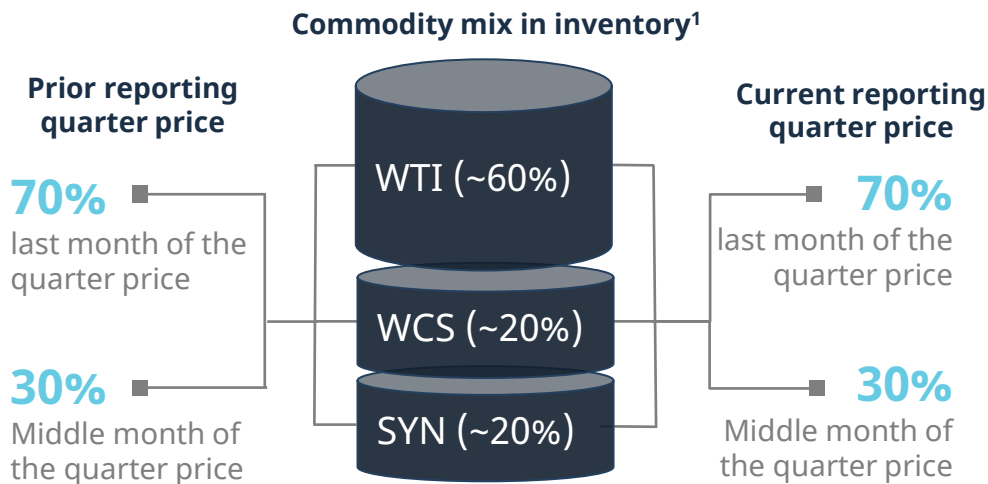 Commodity mix in inventory¹
Prior reporting
quarter price
70%
last month of the
quarter price
30%
Middle month of
the quarter price
WTI (~60%)
WCS (~20%)
SYN (~20%)
Current reporting
quarter price
70%
last month of the
quarter price
30%
Middle month of
the quarter price